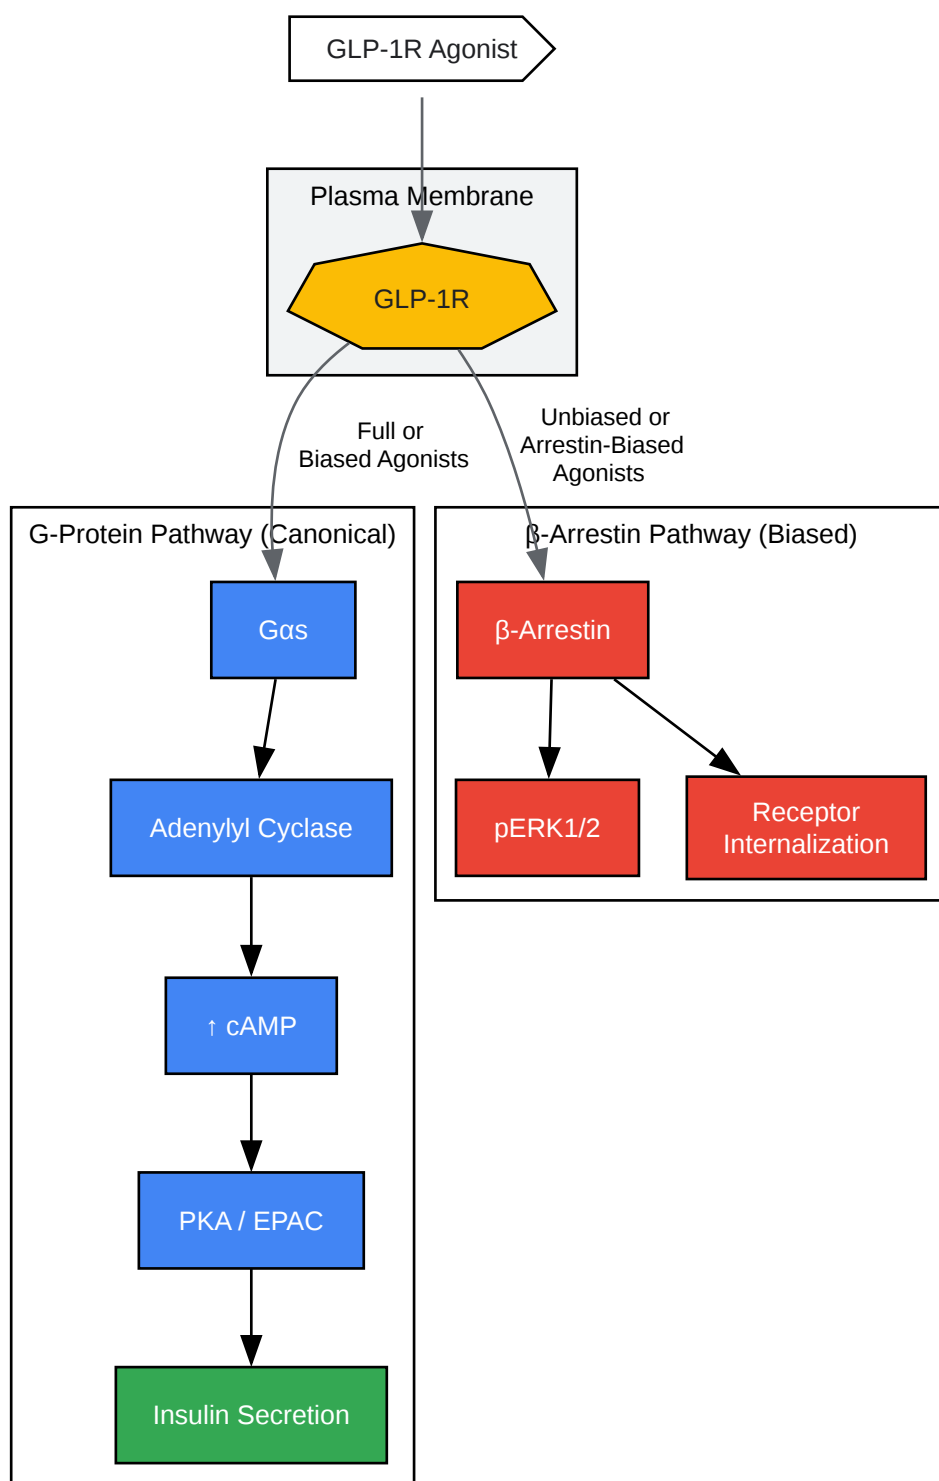 GLP-1R Agonist
Plasma Membrane
GLP-1R
Full or
Biased Agonists
Unbiased or
Arrestin-Biased
Agonists
G-Protein Pathway (Canonical)
Gαs
Adenylyl Cyclase
↑ cAMP
PKA / EPAC
Insulin Secretion
β-Arrestin Pathway (Biased)
β-Arrestin
pERK1/2
Receptor
Internalization